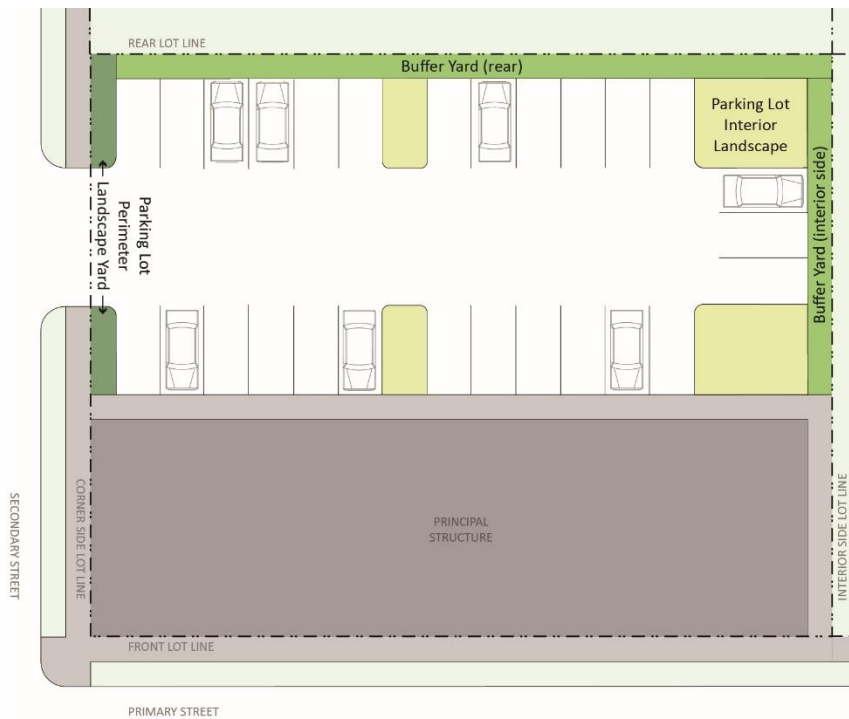 REAR LOT LINE
Buffer Yard (rear)
Parking Lot
Interior
Landscape
Parking Lot
Perimeter
←Landscape Yard→
Buffer Yard (interior side)
SECONDARY STREET
CORNER SIDE LOT LINE
PRINCIPAL
STRUCTURE
INTERIOR SIDE LOT LINE
FRONT LOT LINE
PRIMARY STREET